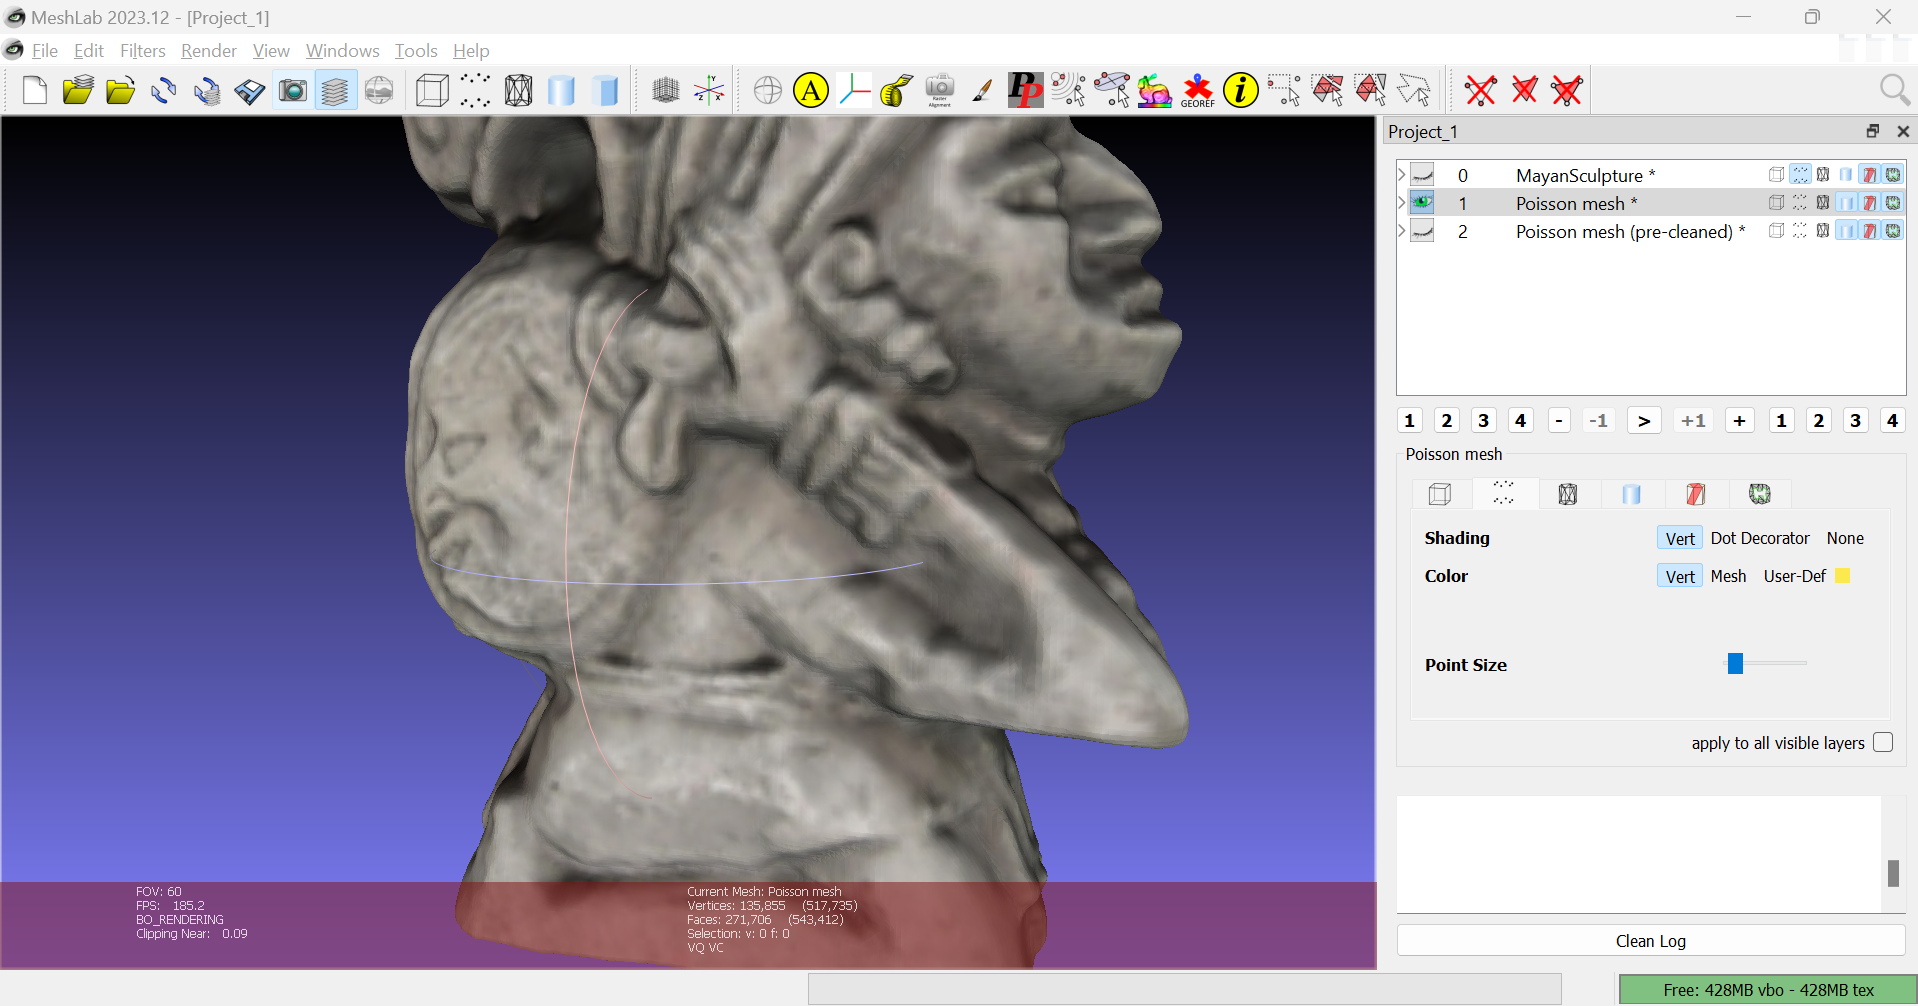 MeshLab 2023.12 - [Project_1]
File Edit Filters Render View Windows Tools Help
A
Raster Alignment
PP
GEOREF
i
Project_1
0 MayanSculpture *
1 Poisson mesh *
2 Poisson mesh (pre-cleaned) *
1 2 3 4 - -1 > +1 + 1 2 3 4
Poisson mesh
Shading Vert Dot Decorator None
Color Vert Mesh User-Def
Point Size
apply to all visible layers
FOV: 60
FPS: 185.2
BO_RENDERING
Clipping Near: 0.09
Current Mesh: Poisson mesh
Vertices: 135,855 (517,735)
Faces: 271,706 (543,412)
Selection: v: 0 f: 0
VQ VC
Clean Log
Free: 428MB vbo - 428MB tex